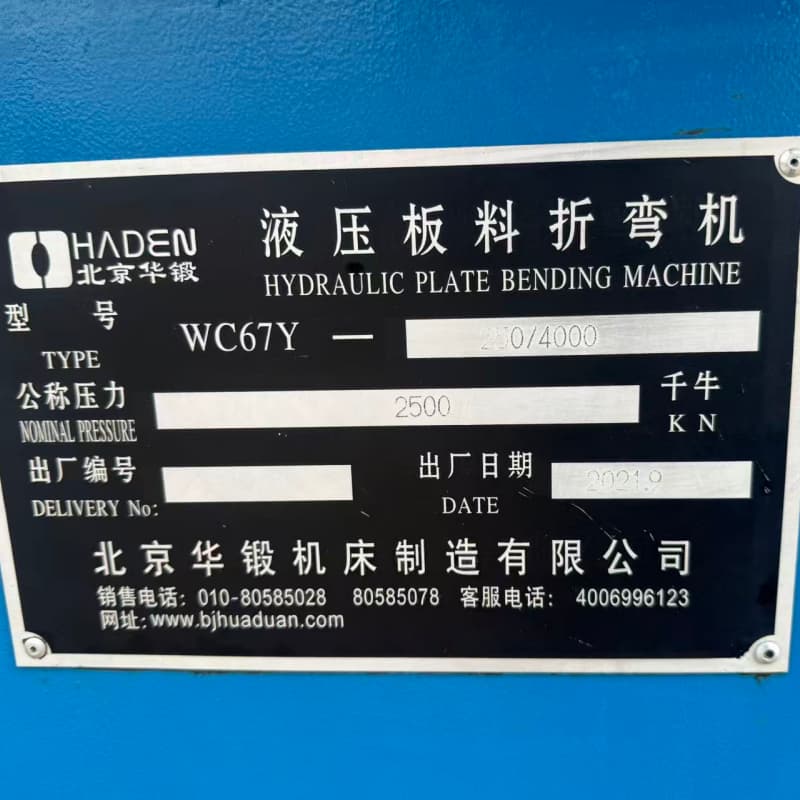 HADEN
北京华锻
液压板料折弯机
HYDRAULIC PLATE BENDING MACHINE
型 号
TYPE
WC67Y — 250/4000
公称压力
NOMINAL PRESSURE
2500
千牛
KN
出厂编号
DELIVERY No:
出厂日期
DATE
2021.9
北京华锻机床制造有限公司
销售电话: 010-80585028 80585078 客服电话: 4006996123
网址: www.bjhuaduan.com